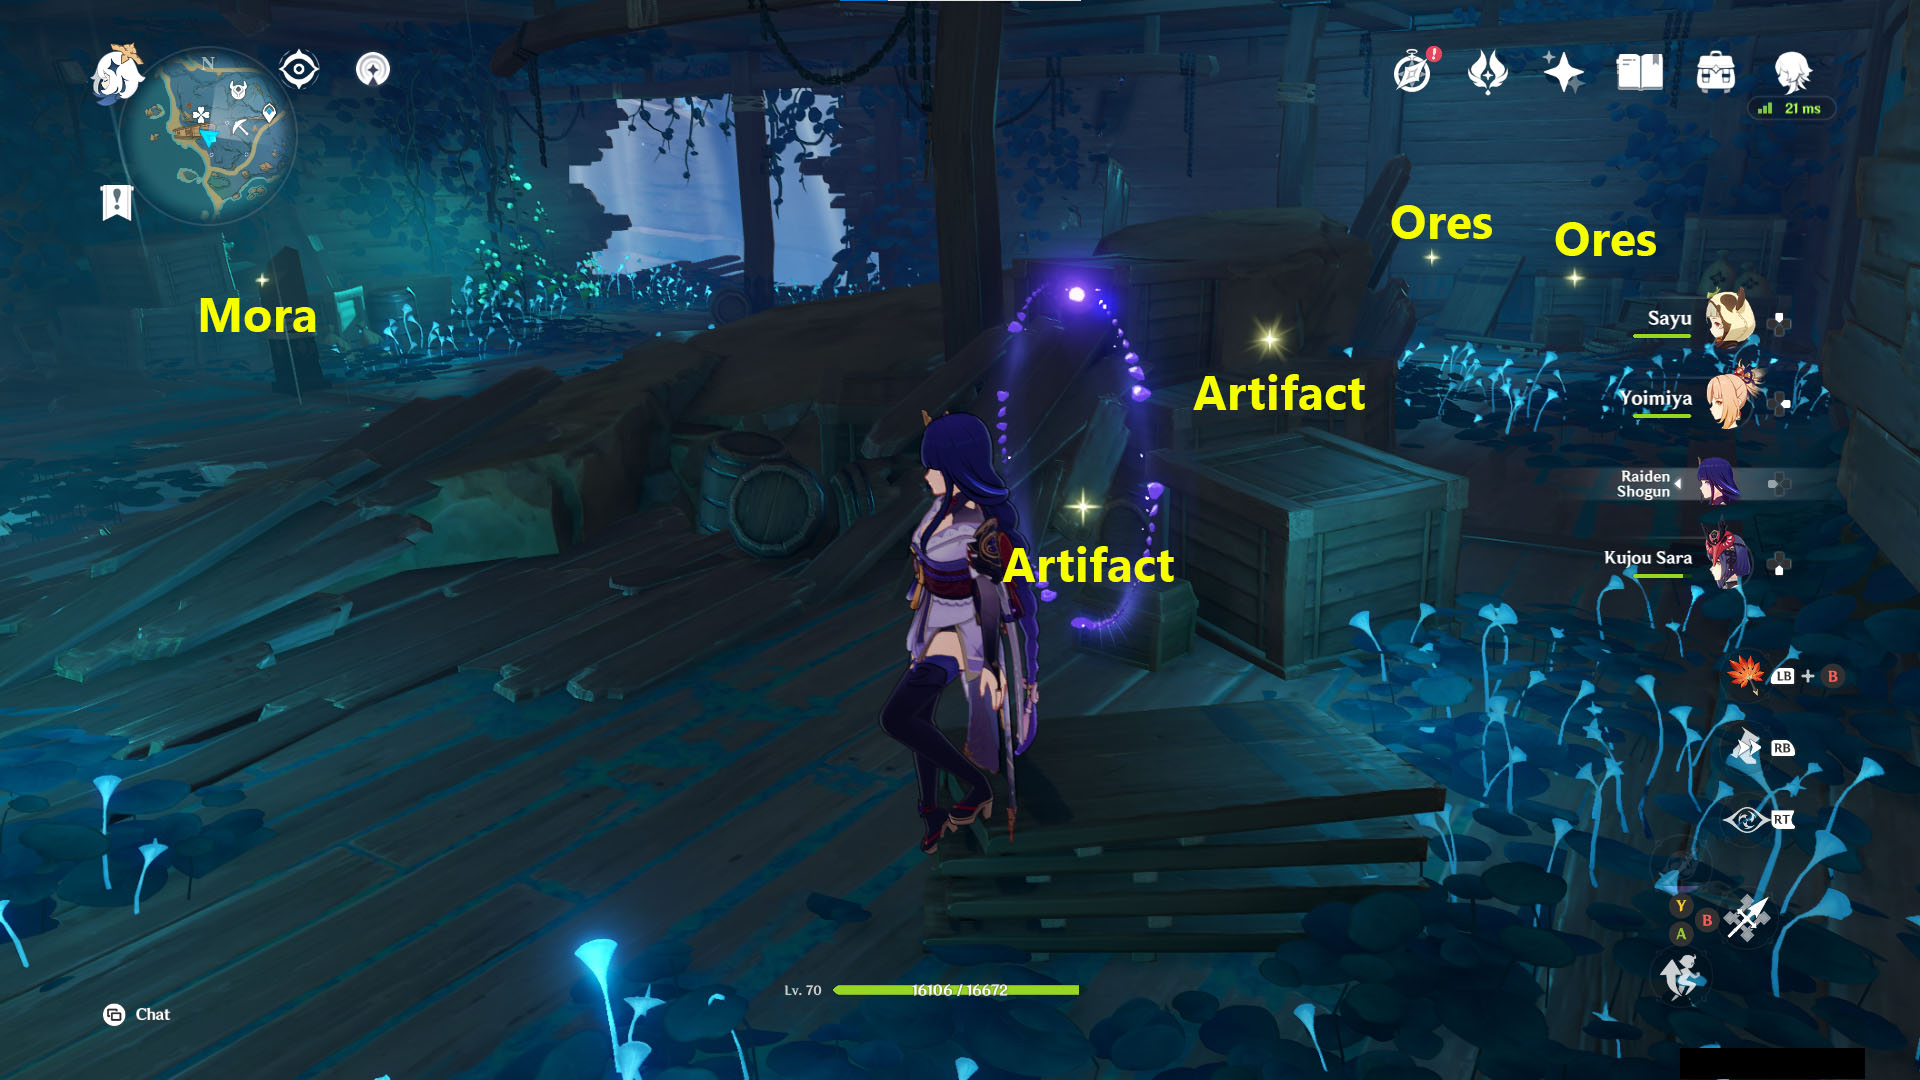 N
21 ms
Ores
Ores
Mora
Sayu
Artifact
Yoimiya
Raiden
Shogun
Artifact
Kujou Sara
LB + B
RB
RT
Y
B
A
Lv. 70
16106 / 16672
Chat